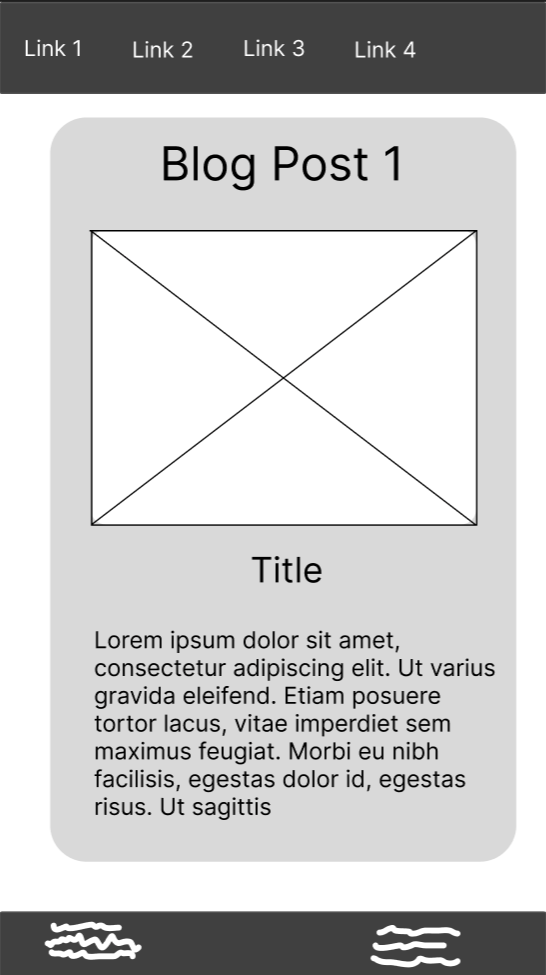 Link 1 Link 2 Link 3 Link 4
Blog Post 1
Title
Lorem ipsum dolor sit amet,
consectetur adipiscing elit. Ut varius
gravida eleifend. Etiam posuere
tortor lacus, vitae imperdiet sem
maximus feugiat. Morbi eu nibh
facilisis, egestas dolor id, egestas
risus. Ut sagittis